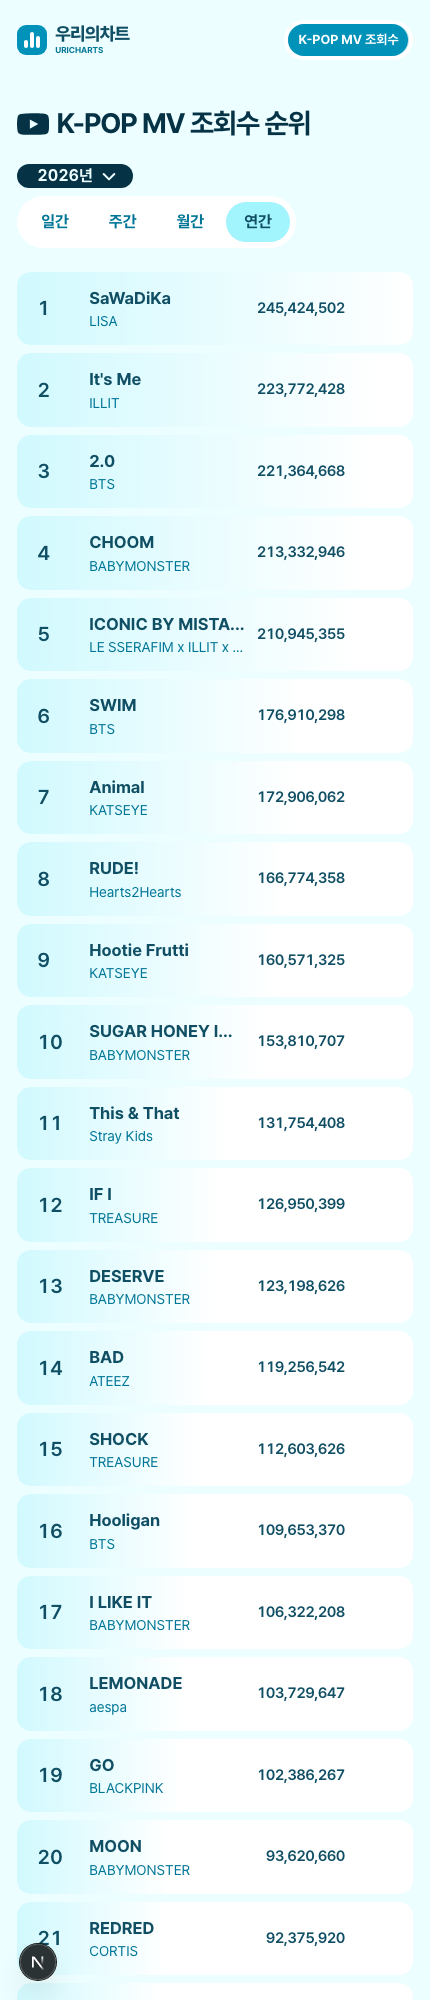 우리의차트
URICHARTS
K-POP MV 조회수
K-POP MV 조회수 순위
2026년
일간 주간 월간 연간
1 SaWaDiKa 245,424,502
LISA
2 It's Me 223,772,428
ILLIT
3 2.0 221,364,668
BTS
4 CHOOM 213,332,946
BABYMONSTER
5 ICONIC BY MISTA... 210,945,355
LE SSERAFIM x ILLIT x ...
6 SWIM 176,910,298
BTS
7 Animal 172,906,062
KATSEYE
8 RUDE! 166,774,358
Hearts2Hearts
9 Hootie Frutti 160,571,325
KATSEYE
10 SUGAR HONEY I... 153,810,707
BABYMONSTER
11 This & That 131,754,408
Stray Kids
12 IF I 126,950,399
TREASURE
13 DESERVE 123,198,626
BABYMONSTER
14 BAD 119,256,542
ATEEZ
15 SHOCK 112,603,626
TREASURE
16 Hooligan 109,653,370
BTS
17 I LIKE IT 106,322,208
BABYMONSTER
18 LEMONADE 103,729,647
aespa
19 GO 102,386,267
BLACKPINK
20 MOON 93,620,660
BABYMONSTER
21 REDRED 92,375,920
CORTIS
N